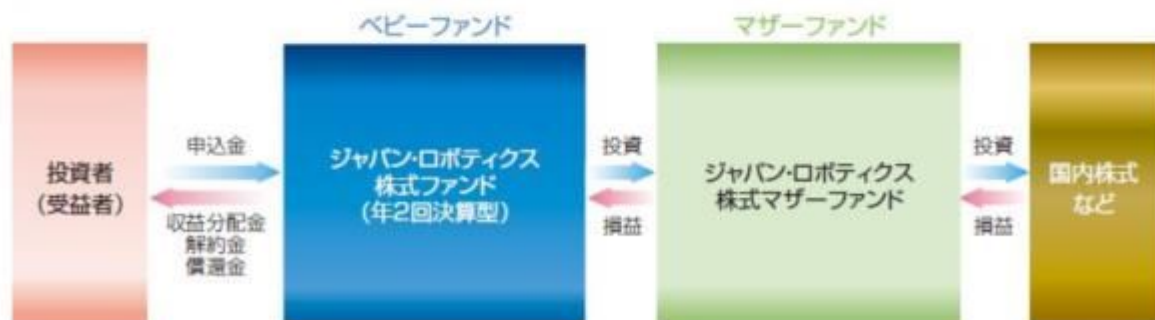 ベビーファンド
マザーファンド
投資者
(受益者)
申込金
収益分配金
解約金
償還金
ジャパン・ロボティクス
株式ファンド
(年2回決算型)
投資
損益
ジャパン・ロボティクス
株式マザーファンド
投資
損益
国内株式
など